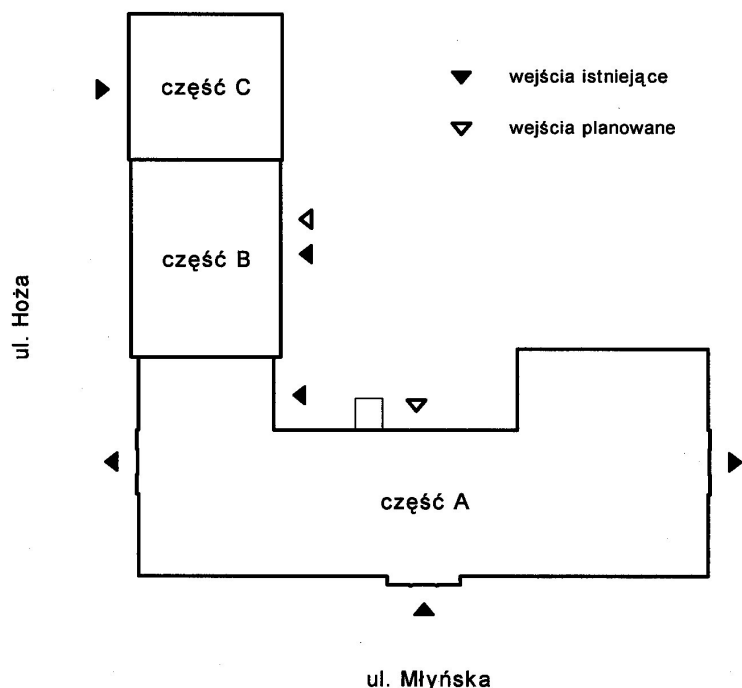 część C
wejścia istniejące
wejścia planowane
część B
ul. Hoża
część A
ul. Młyńska